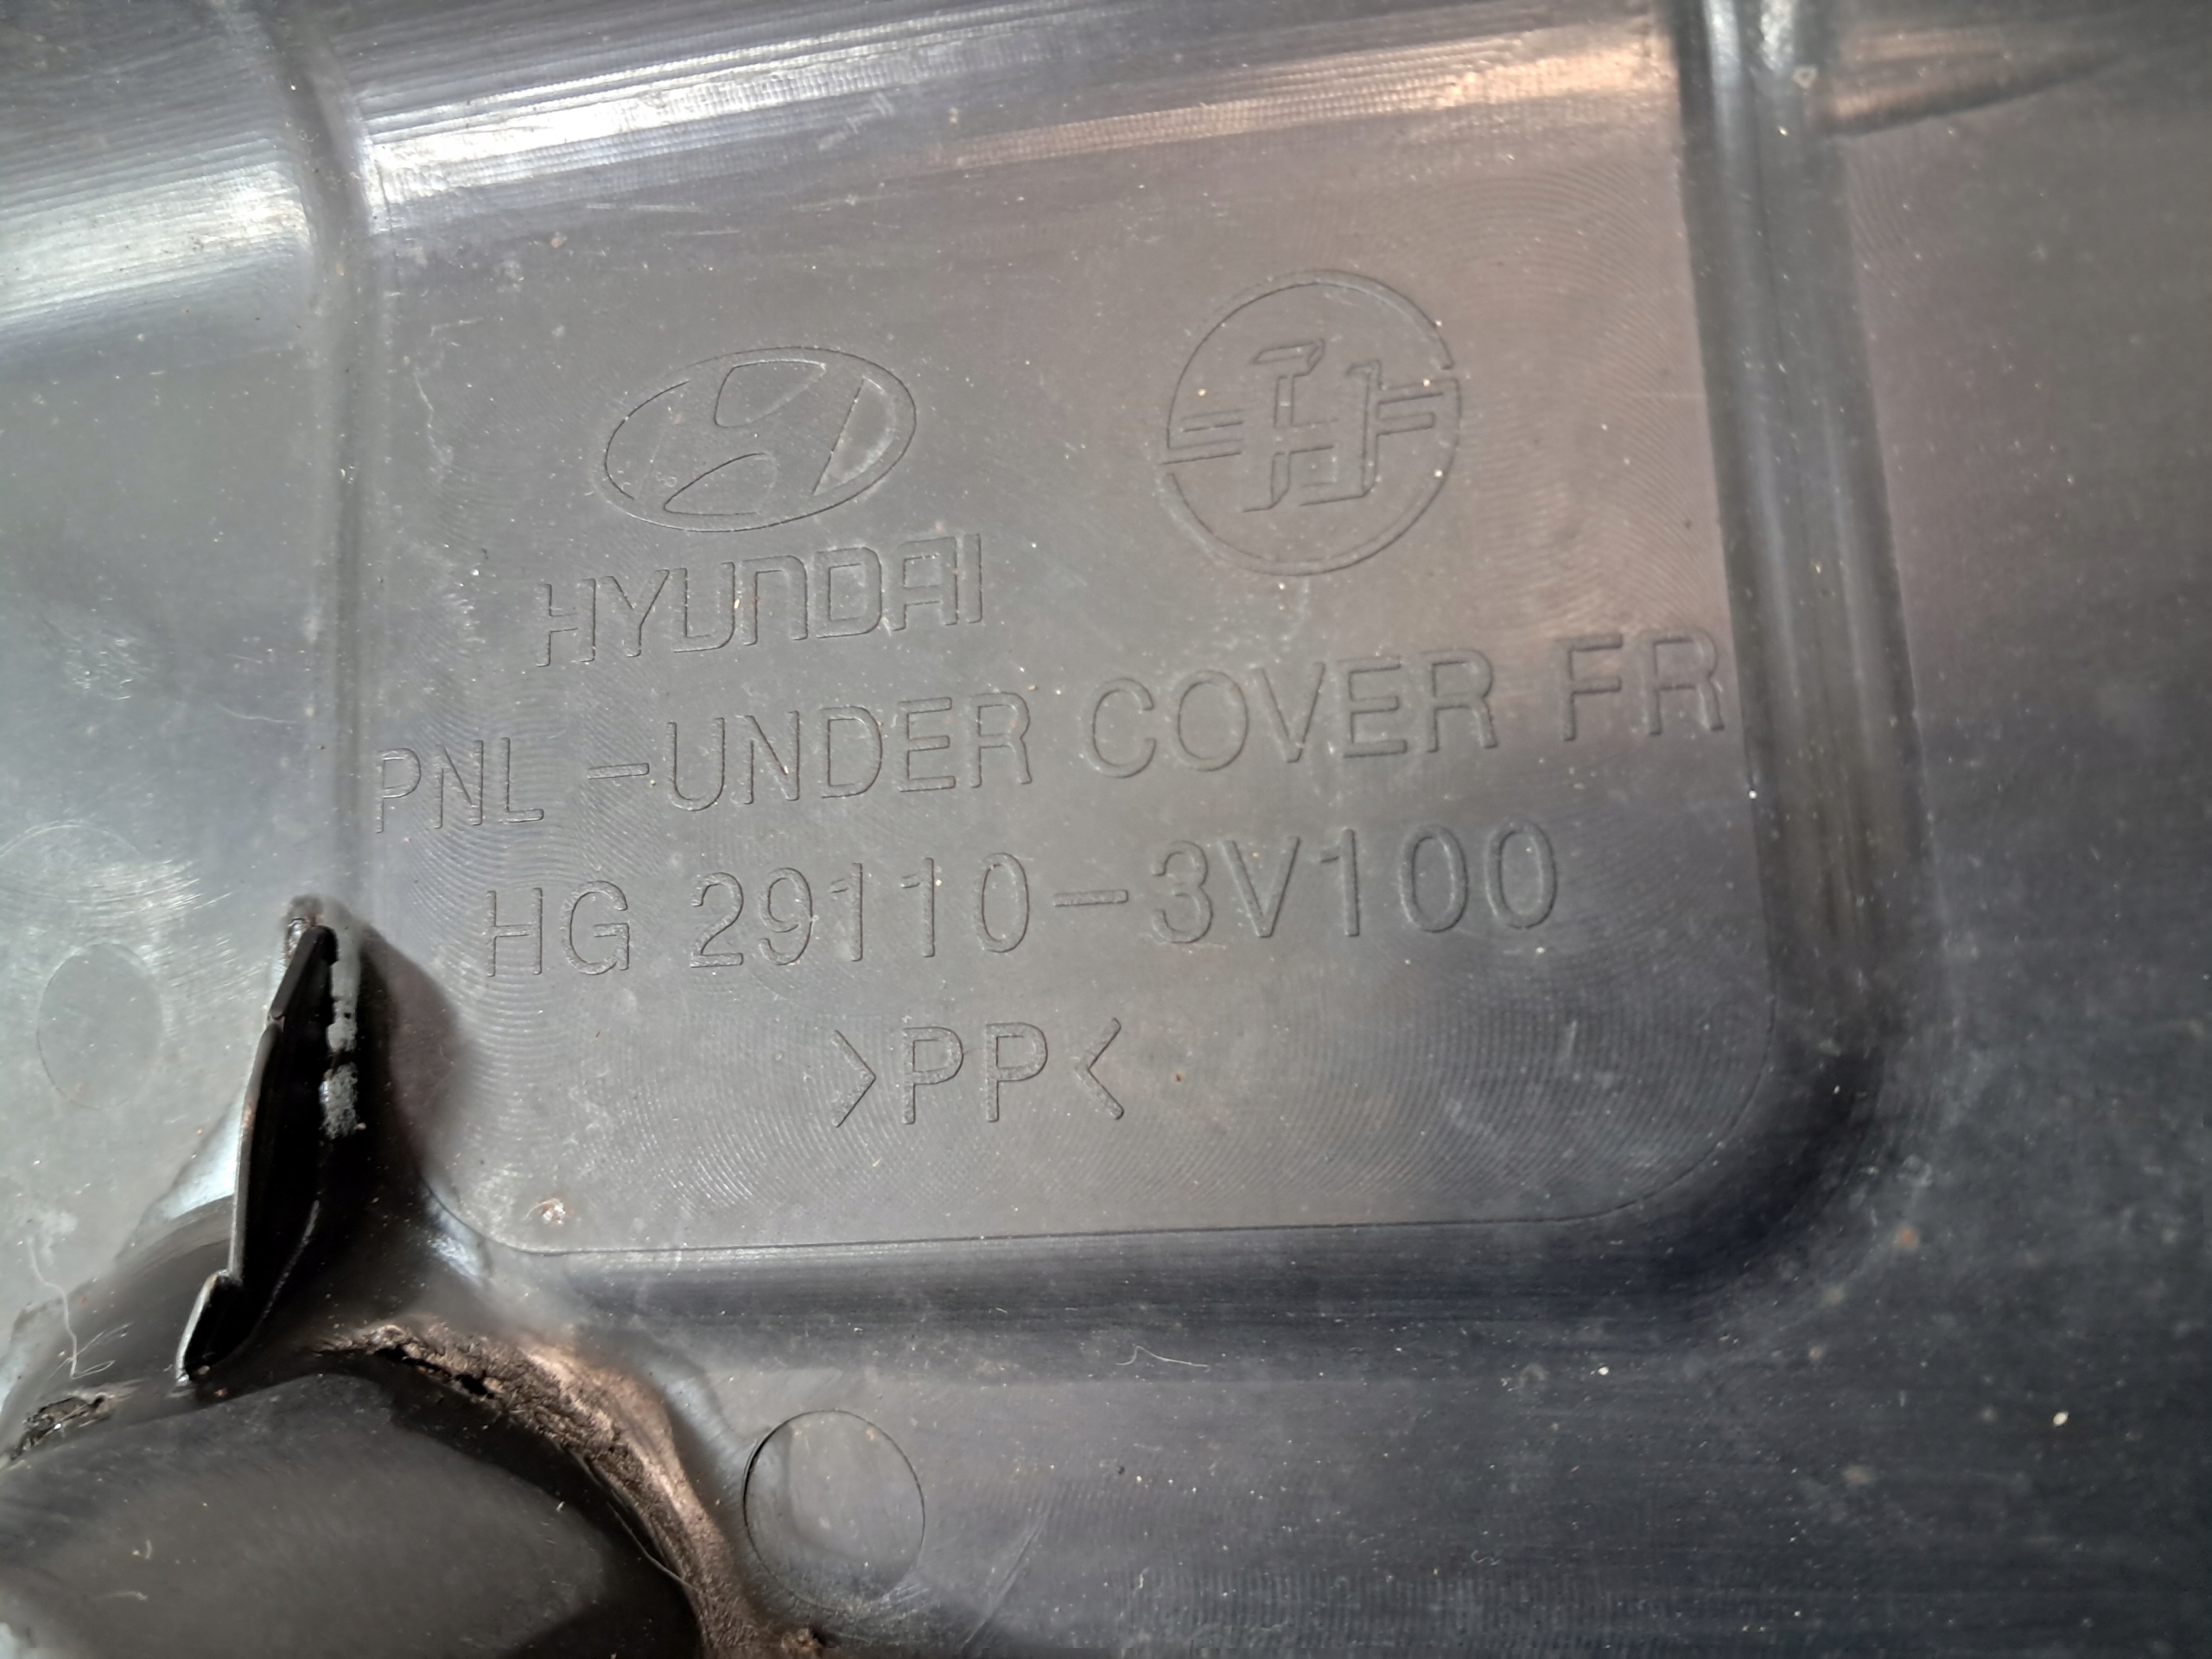 HYUNDAI
PNL-UNDER COVER FR
HG 29110-3V100
>PP<